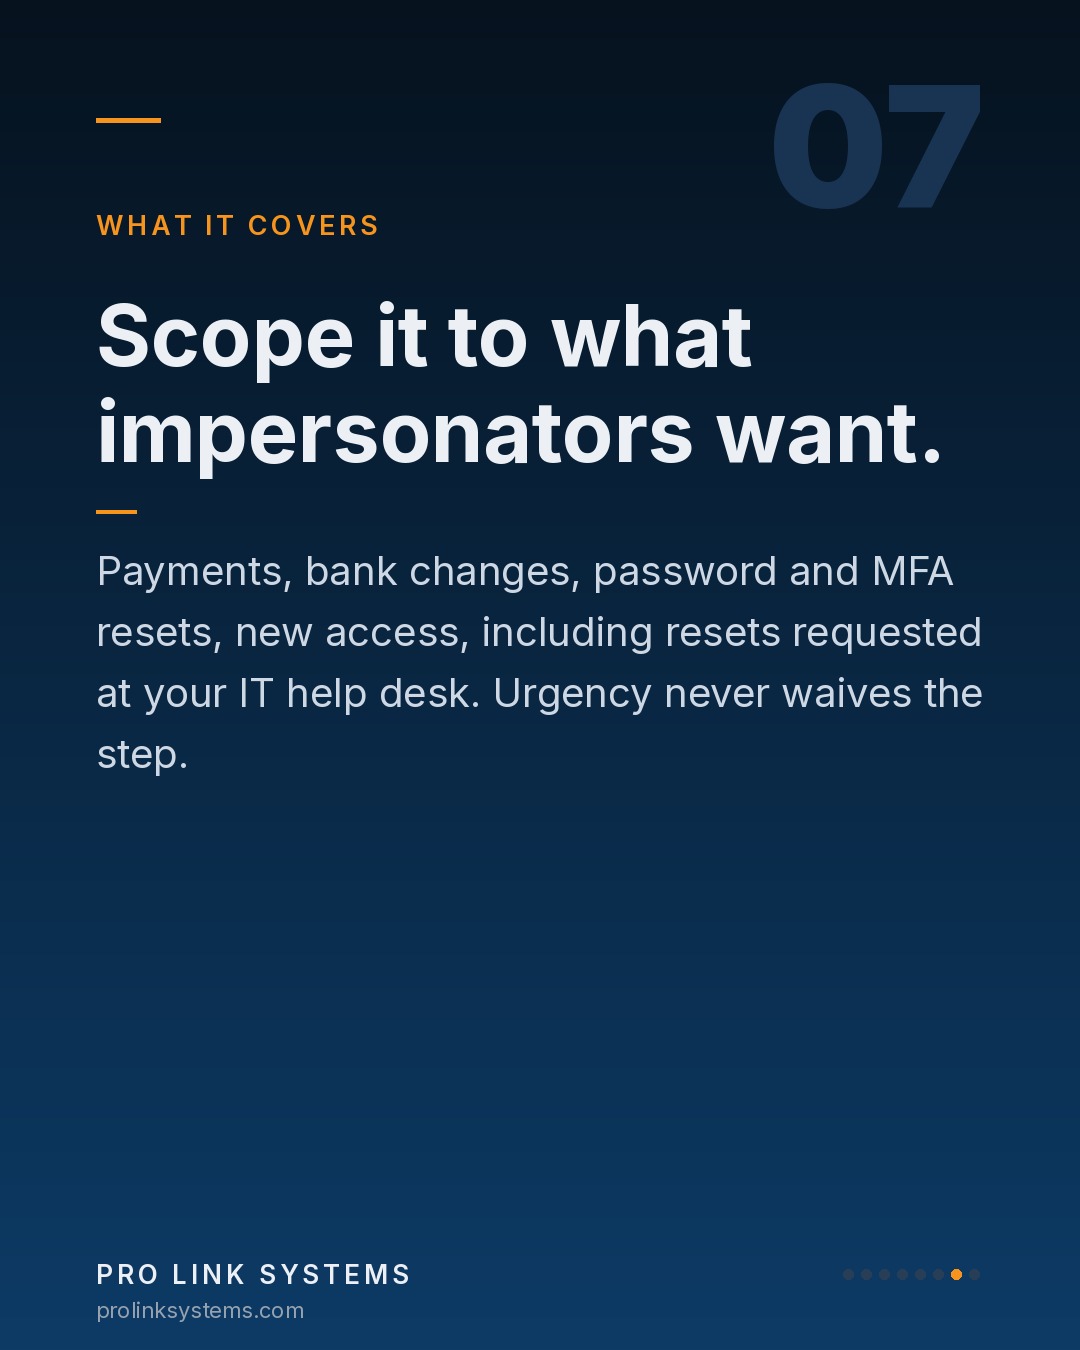 07
WHAT IT COVERS
Scope it to what
impersonators want.
Payments, bank changes, password and MFA
resets, new access, including resets requested
at your IT help desk. Urgency never waives the
step.
PRO LINK SYSTEMS
prolinksystems.com